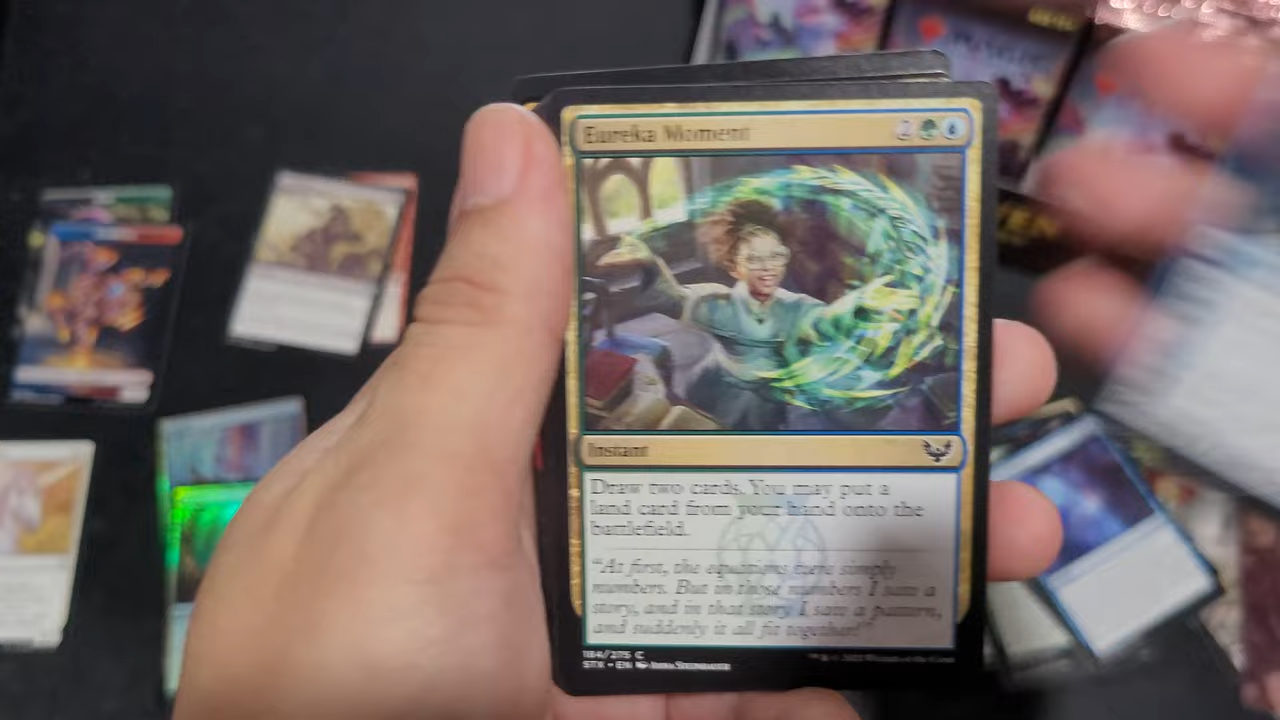 Eureka Moment
2
Instant
Draw two cards. You may put a
land card from your hand onto the
battlefield.
"At first, the equations were simply
numbers. But in those numbers I saw a
story, and in that story I saw a pattern,
and suddenly it all fit together!"
184/275 C
STX • EN